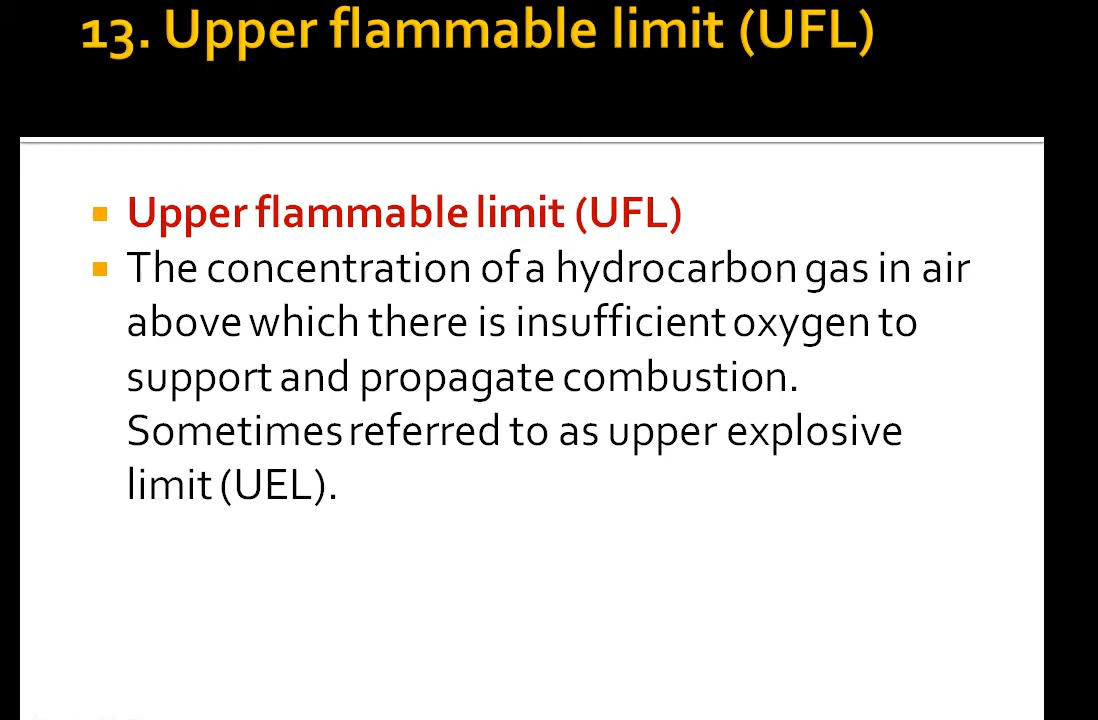 13. Upper flammable limit (UFL)
▪ Upper flammable limit (UFL)
▪ The concentration of a hydrocarbon gas in air
above which there is insufficient oxygen to
support and propagate combustion.
Sometimes referred to as upper explosive
limit (UEL).